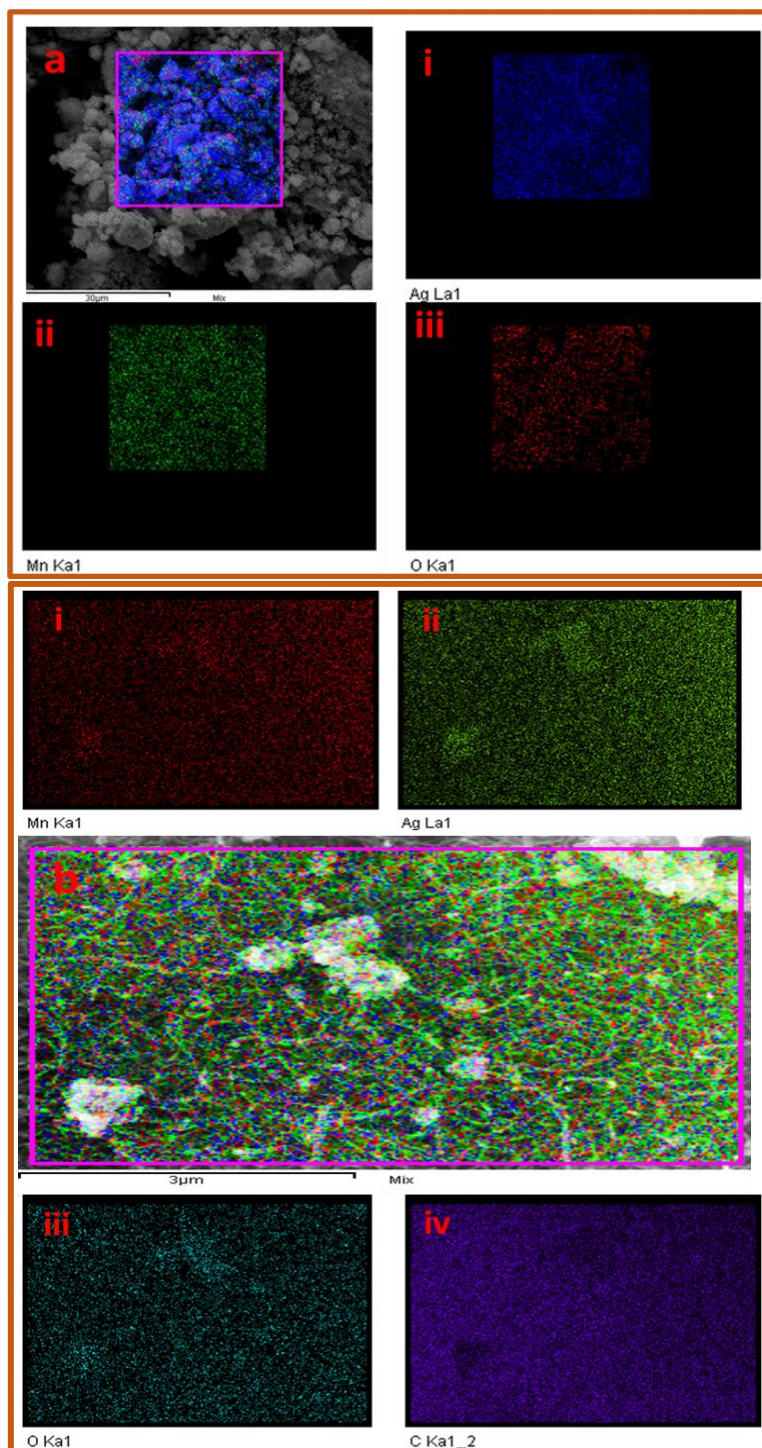 a
i
30µm Mix
Ag La1
ii
iii
Mn Ka1
O Ka1
i
ii
Mn Ka1
Ag La1
b
3µm Mix
iii
iv
O Ka1
C Ka1_2